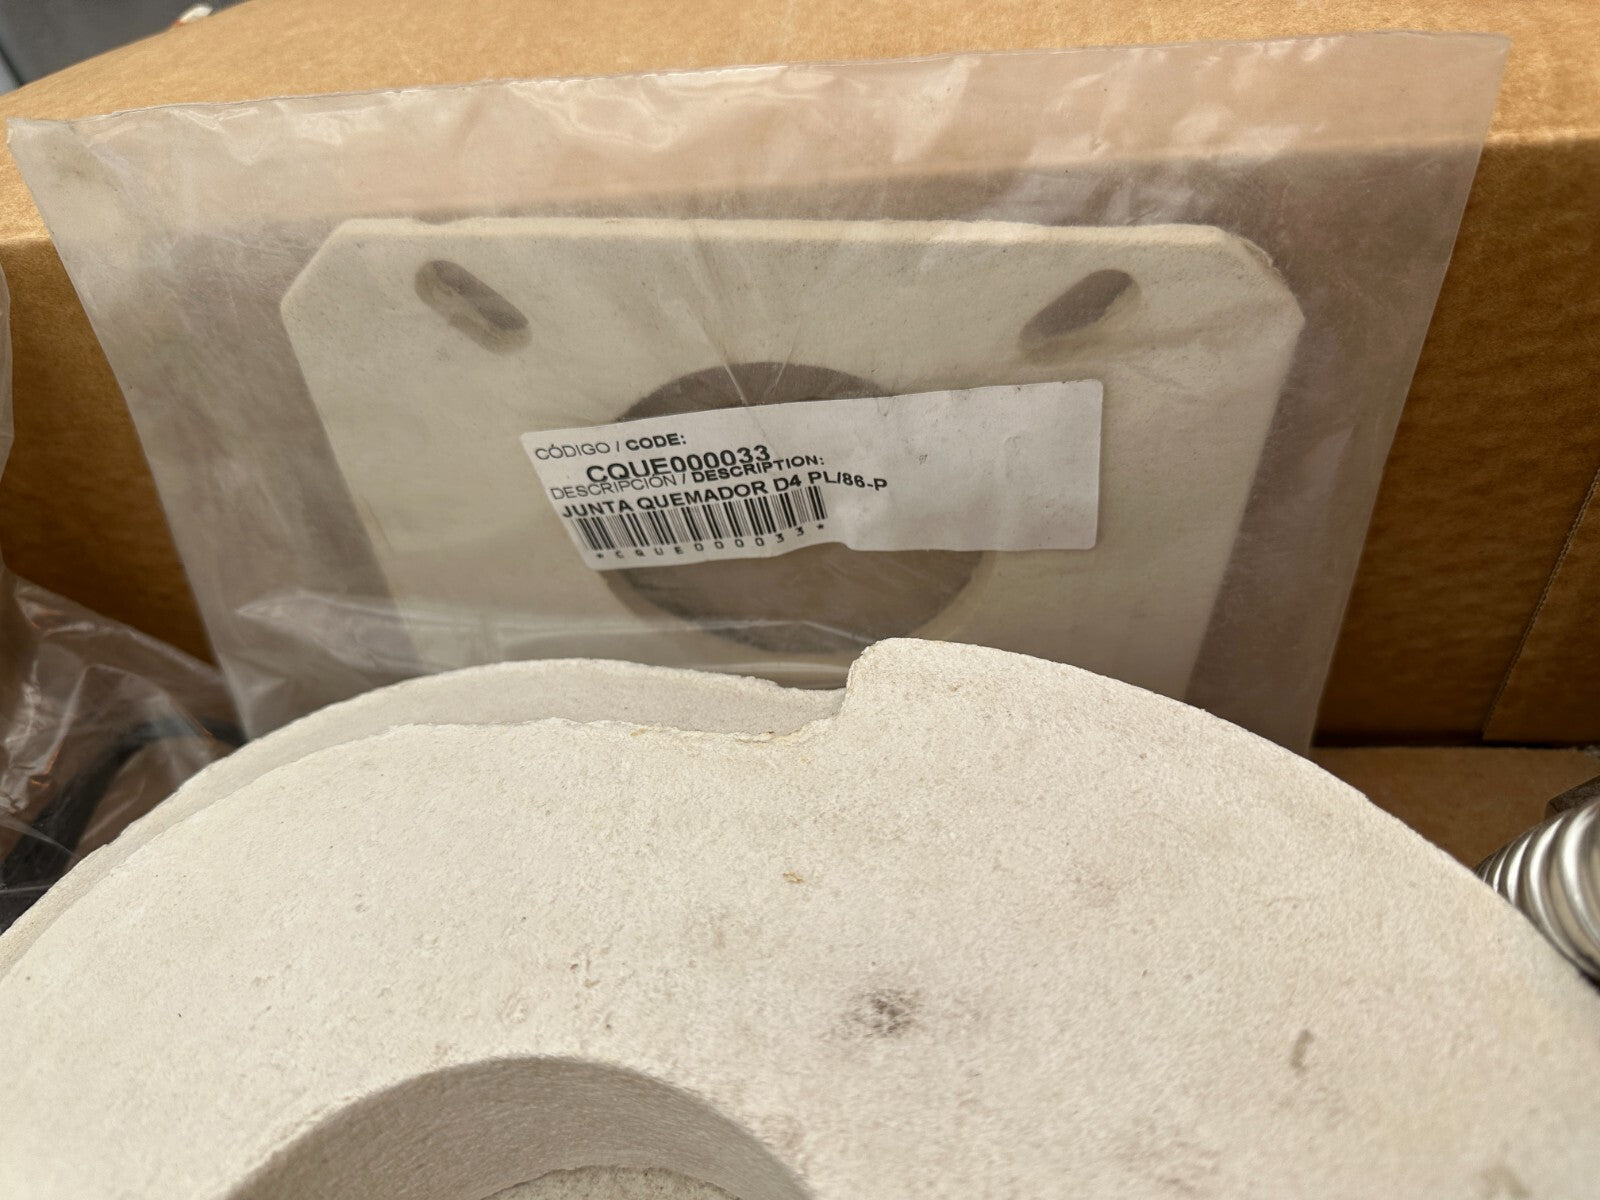 CÓDIGO / CODE:
CQUE000033
DESCRIPCIÓN / DESCRIPTION:
JUNTA QUEMADOR D4 PL/86-P
*CQUE000033*